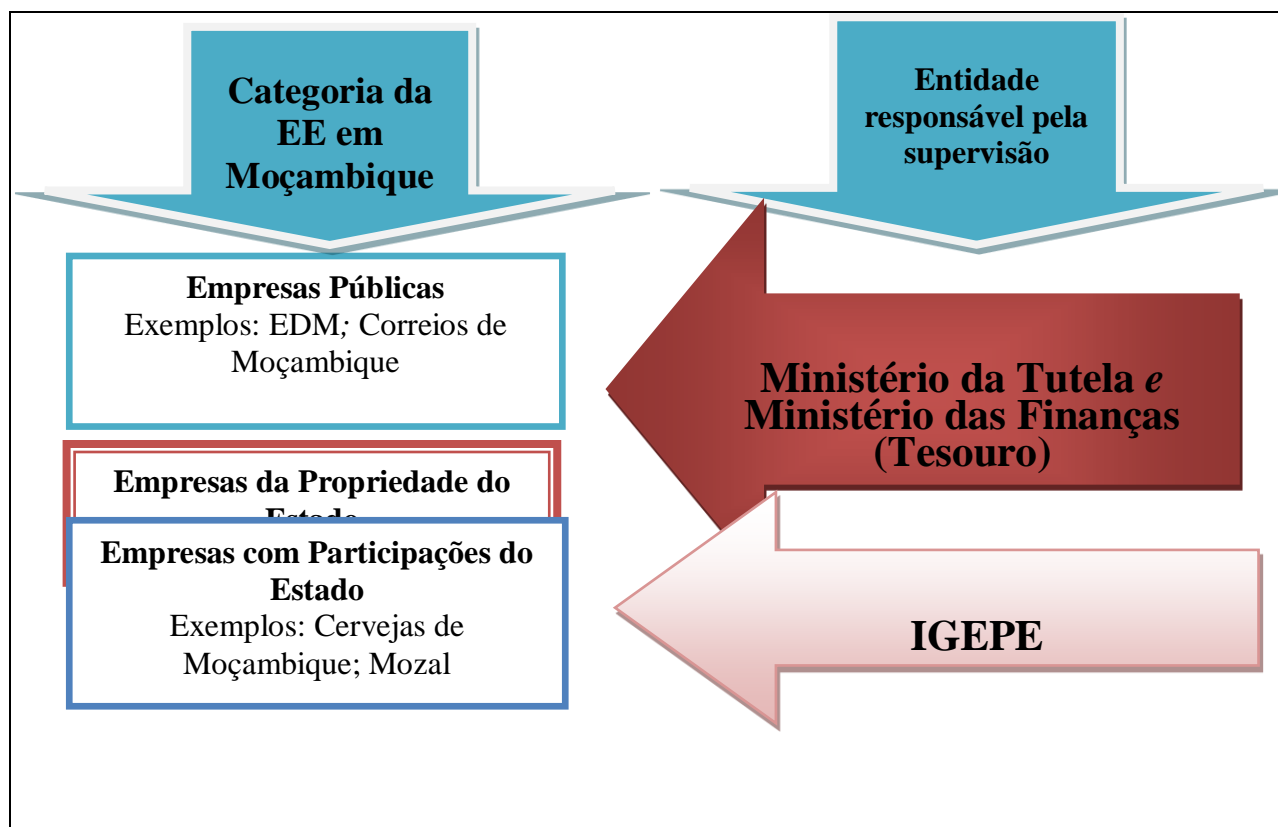 Categoria da
EE em
Moçambique
Entidade
responsável pela
supervisão
Empresas Públicas
Exemplos: EDM; Correios de
Moçambique
Ministério da Tutela e
Ministério das Finanças
(Tesouro)
Empresas da Propriedade do
Estado
Empresas com Participações do
Estado
Exemplos: Cervejas de
Moçambique; Mozal
IGEPE